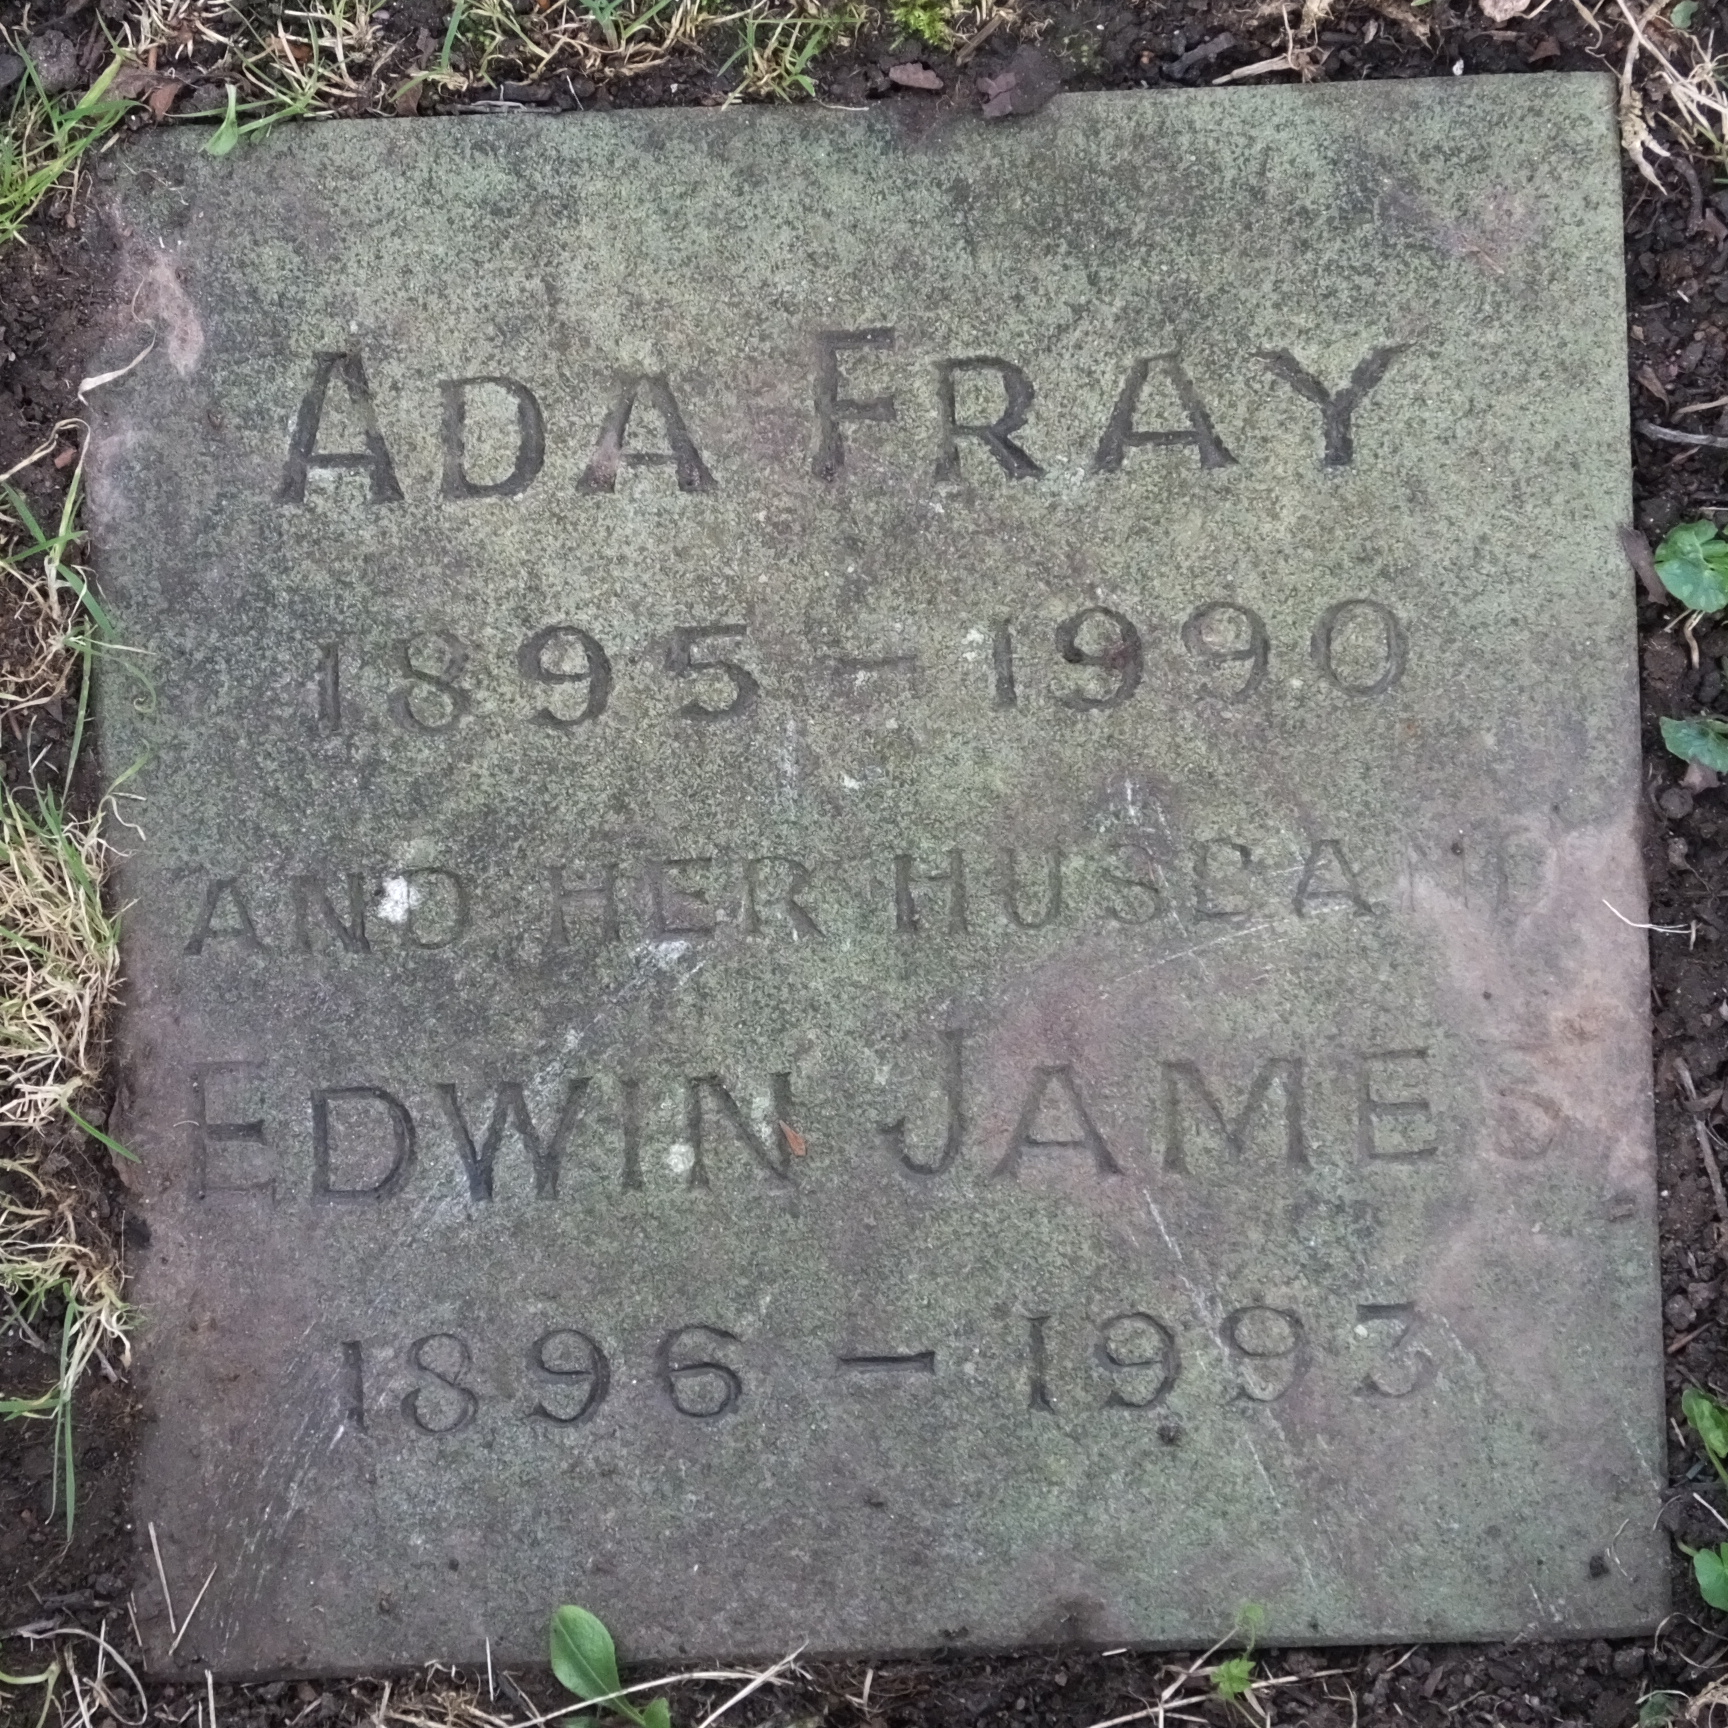 ADA FRAY
1895 – 1990
AND HER HUSBAND
EDWIN JAMES
1896 – 1993